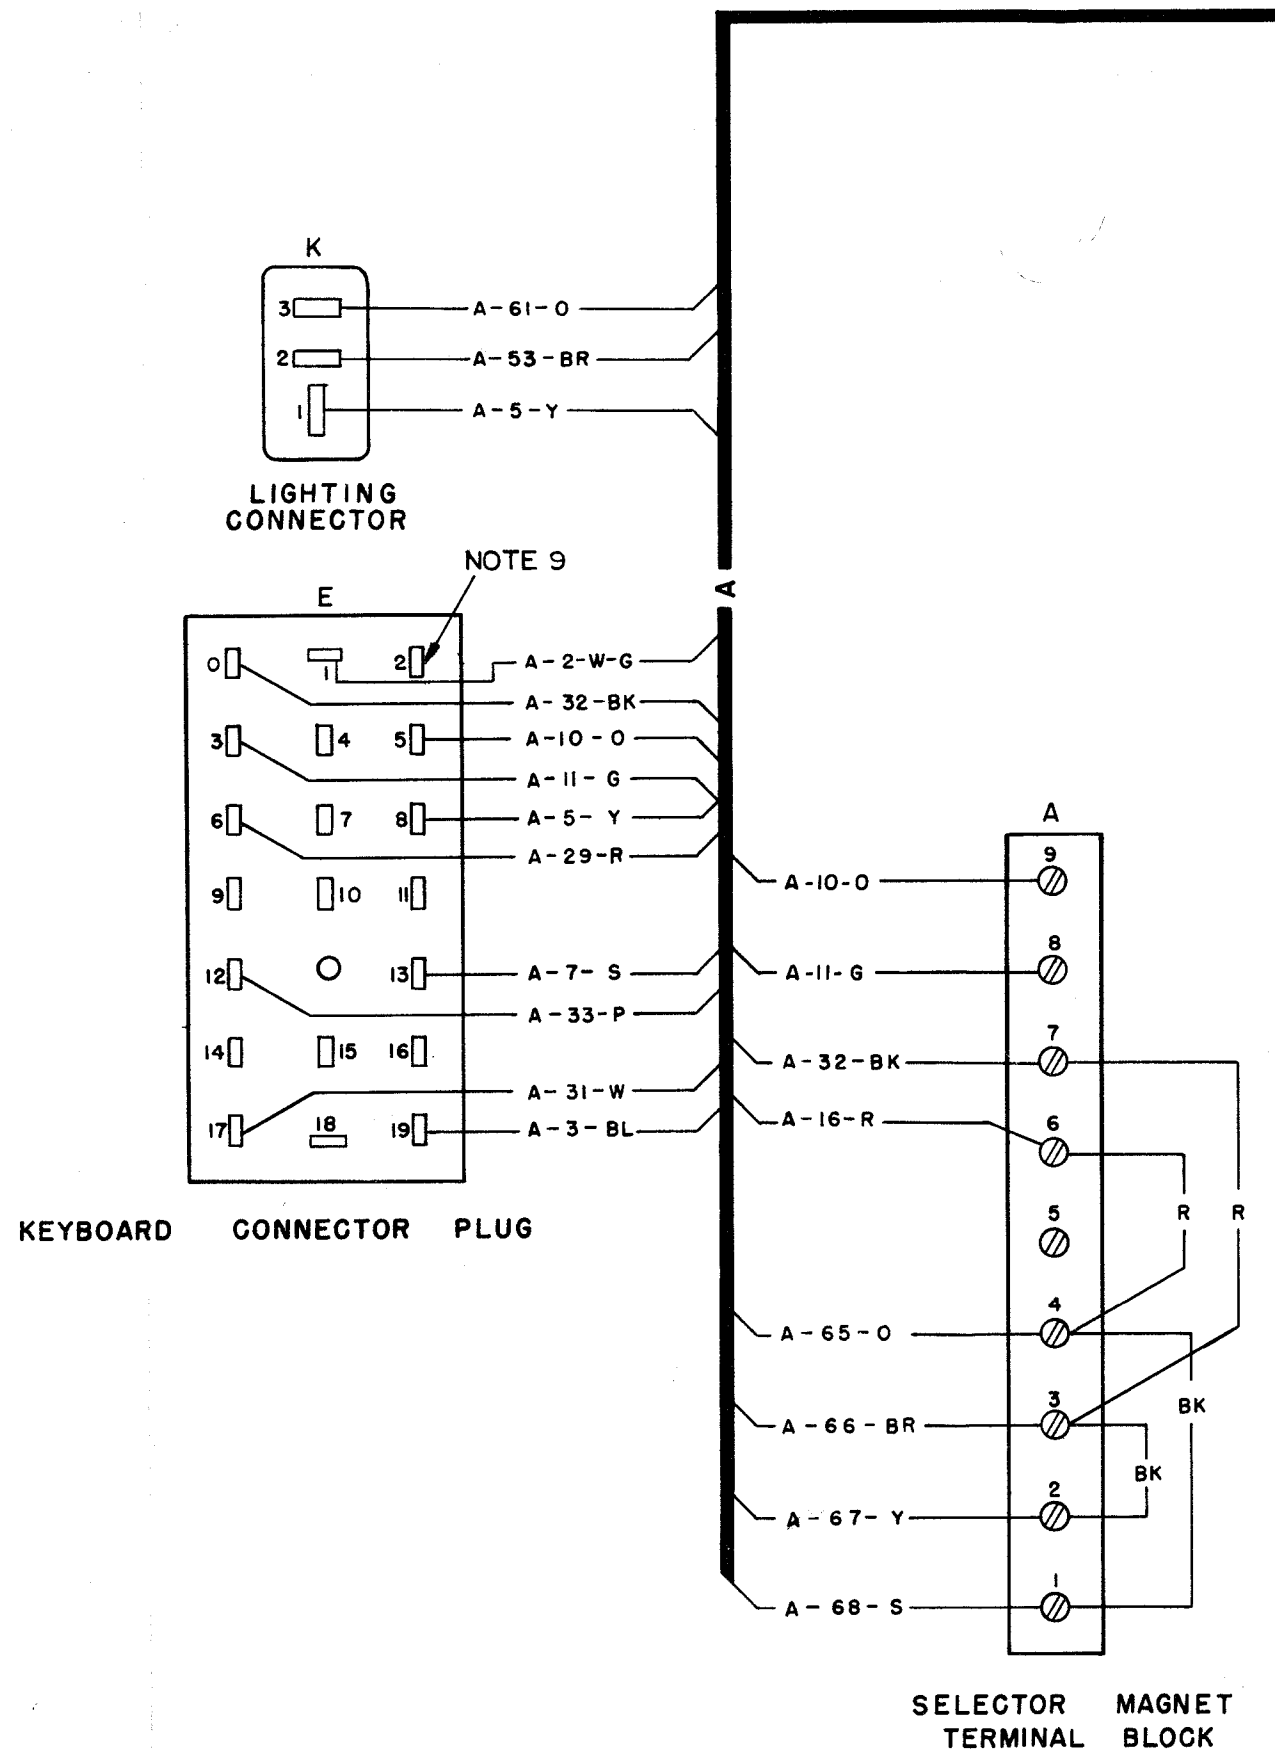 K
3 A-61-O
2 A-53-BR
1 A-5-Y
LIGHTING
CONNECTOR
NOTE 9
A
E
0 1 2 A-2-W-G
A-32-BK
3 4 5 A-10-O
A-11-G
6 7 8 A-5-Y
A-29-R
9 10 11
12 13 A-7-S
A-33-P
14 15 16
A-31-W
17 18 19 A-3-BL
KEYBOARD CONNECTOR PLUG
A
9
A-10-O
8
A-11-G
7
A-32-BK
A-16-R
6
5 R R
4
A-65-O
3 BK
A-66-BR
BK
2
A-67-Y
1
A-68-S
SELECTOR MAGNET
TERMINAL BLOCK